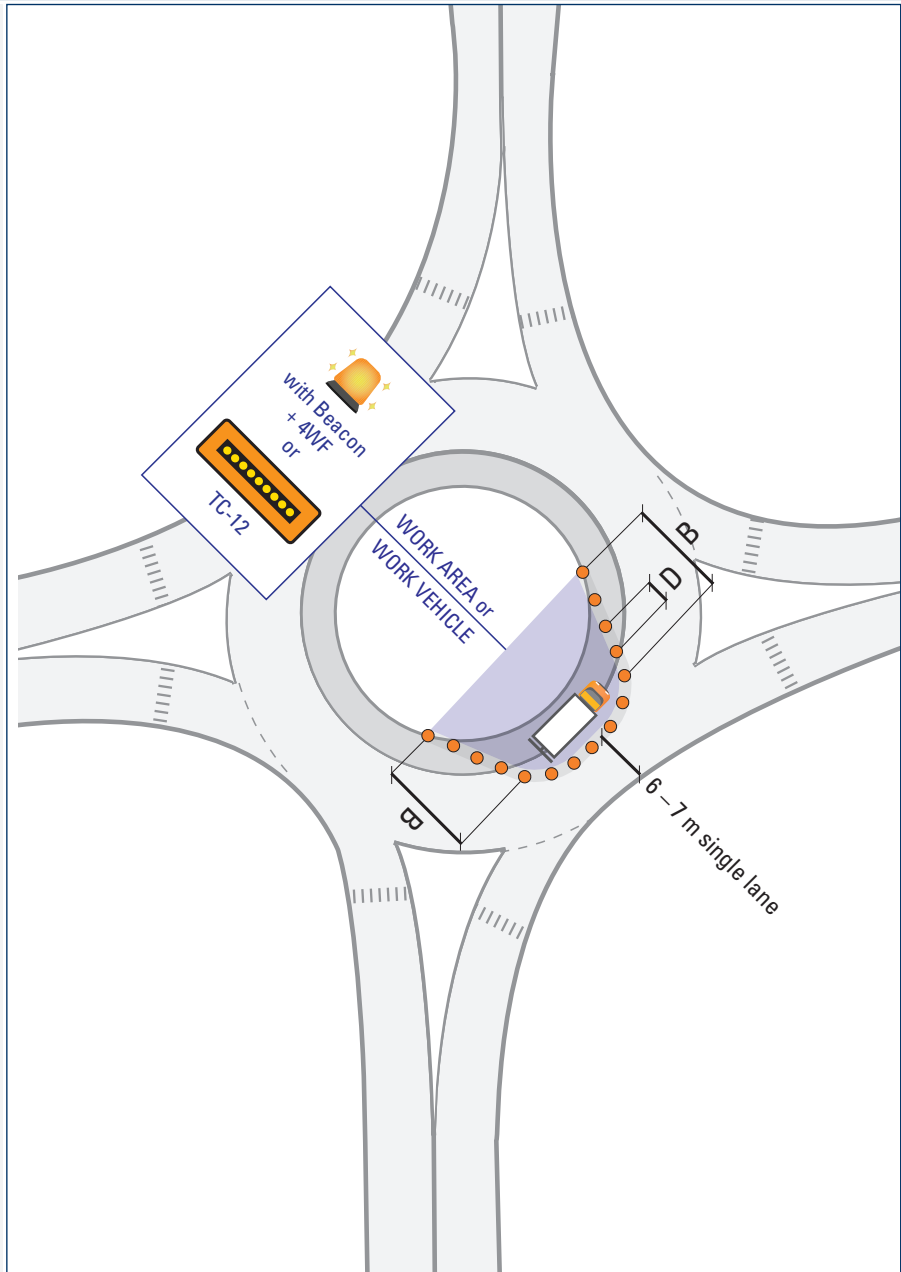 with Beacon
+ 4WF
or
TC-12
WORK AREA or
WORK VEHICLE
B
D
B
6 – 7 m single lane